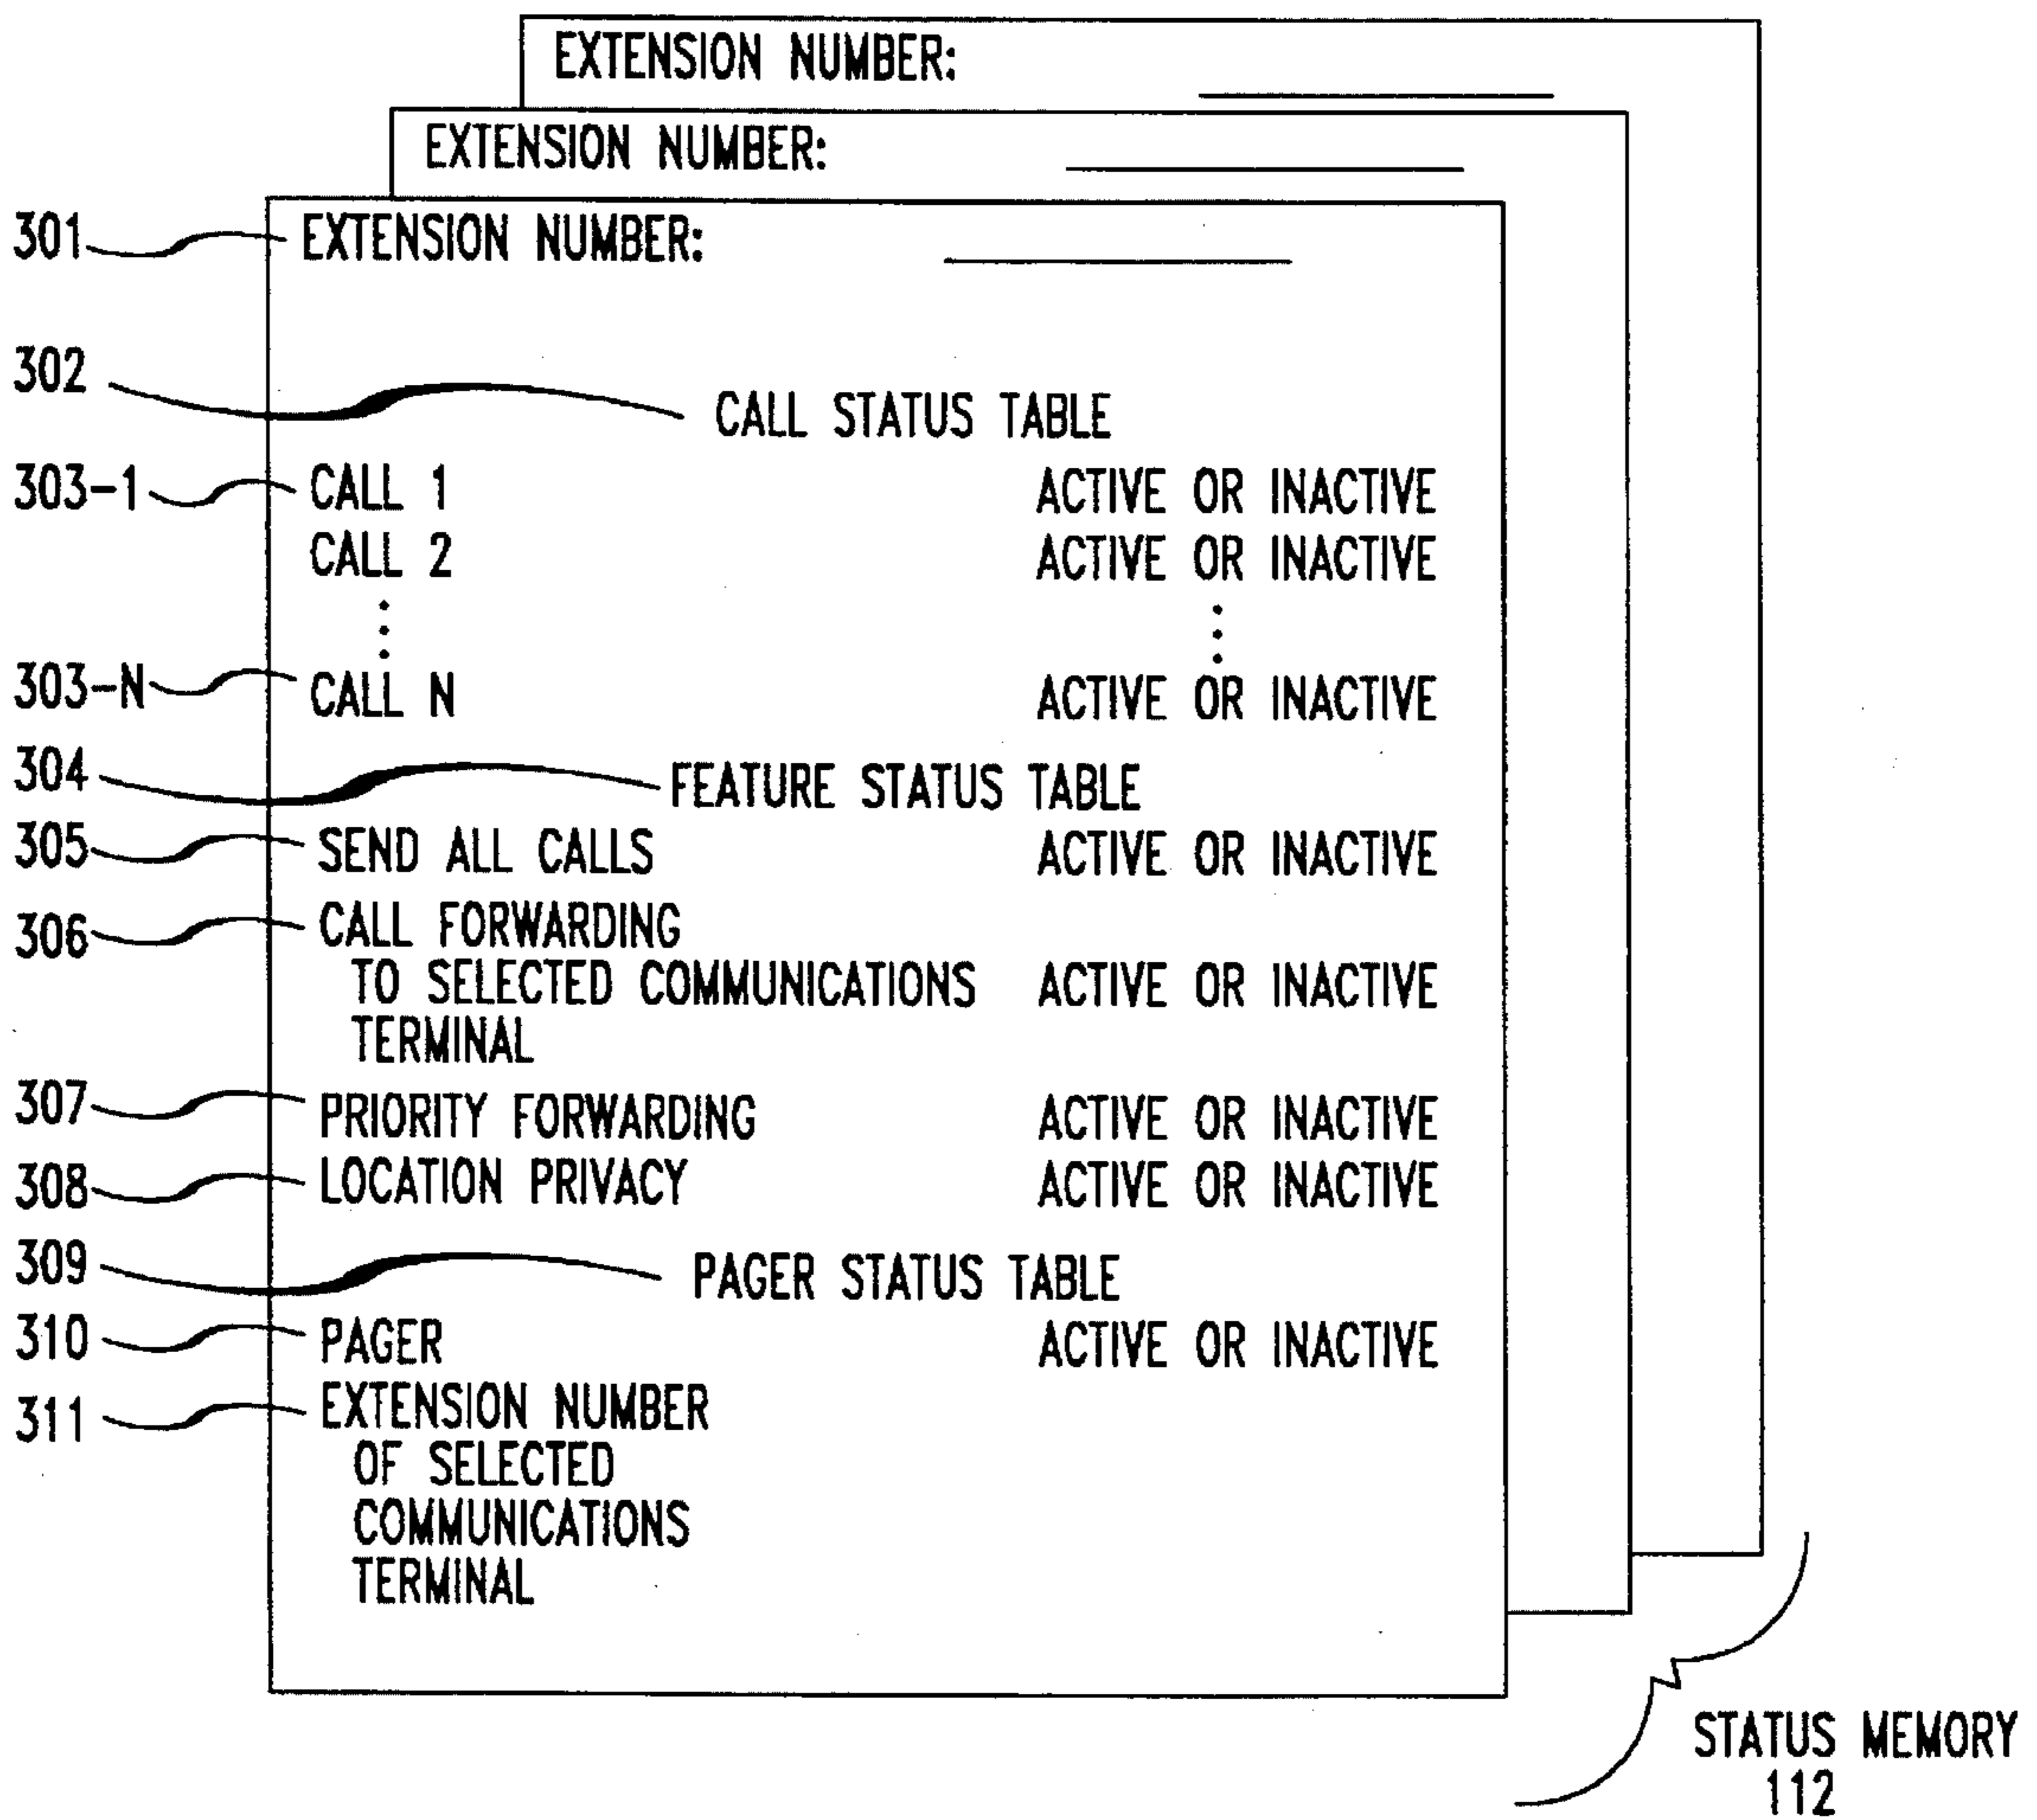 EXTENSION NUMBER:
EXTENSION NUMBER:
301 EXTENSION NUMBER:
302 CALL STATUS TABLE
303-1 CALL 1 ACTIVE OR INACTIVE
CALL 2 ACTIVE OR INACTIVE
303-N CALL N ACTIVE OR INACTIVE
304 FEATURE STATUS TABLE
305 SEND ALL CALLS ACTIVE OR INACTIVE
306 CALL FORWARDING
TO SELECTED COMMUNICATIONS ACTIVE OR INACTIVE
TERMINAL
307 PRIORITY FORWARDING ACTIVE OR INACTIVE
308 LOCATION PRIVACY ACTIVE OR INACTIVE
309 PAGER STATUS TABLE
310 PAGER ACTIVE OR INACTIVE
311 EXTENSION NUMBER
OF SELECTED
COMMUNICATIONS
TERMINAL
STATUS MEMORY
112